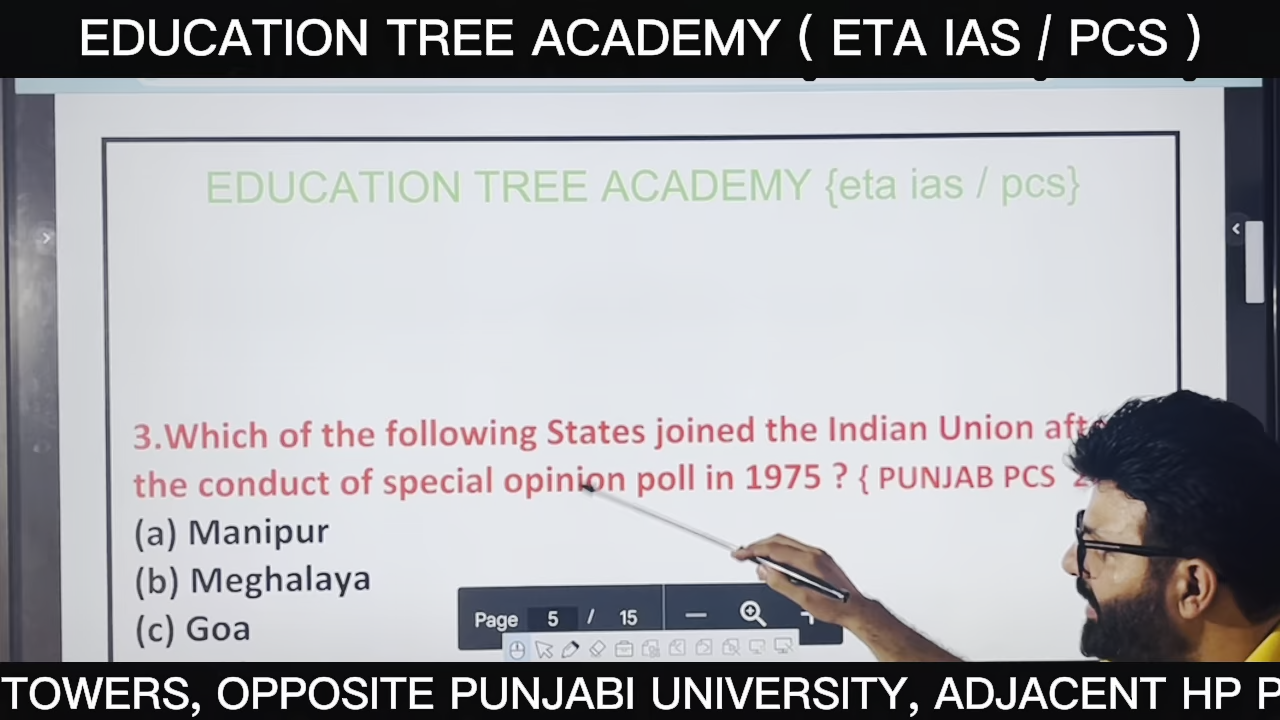 EDUCATION TREE ACADEMY ( ETA IAS / PCS )
EDUCATION TREE ACADEMY {eta ias / pcs}
3.Which of the following States joined the Indian Union
the conduct of special opinion poll in 1975 ? { PUNJAB PCS
(a) Manipur
(b) Meghalaya
(c) Goa
Page 5 / 15
TOWERS, OPPOSITE PUNJABI UNIVERSITY, ADJACENT HP